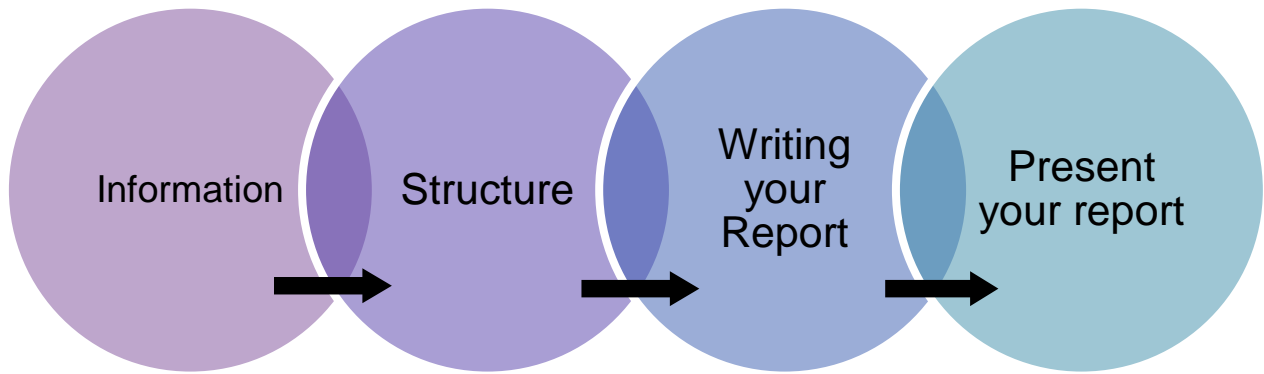 Information
Structure
Writing
your
Report
Present
your report